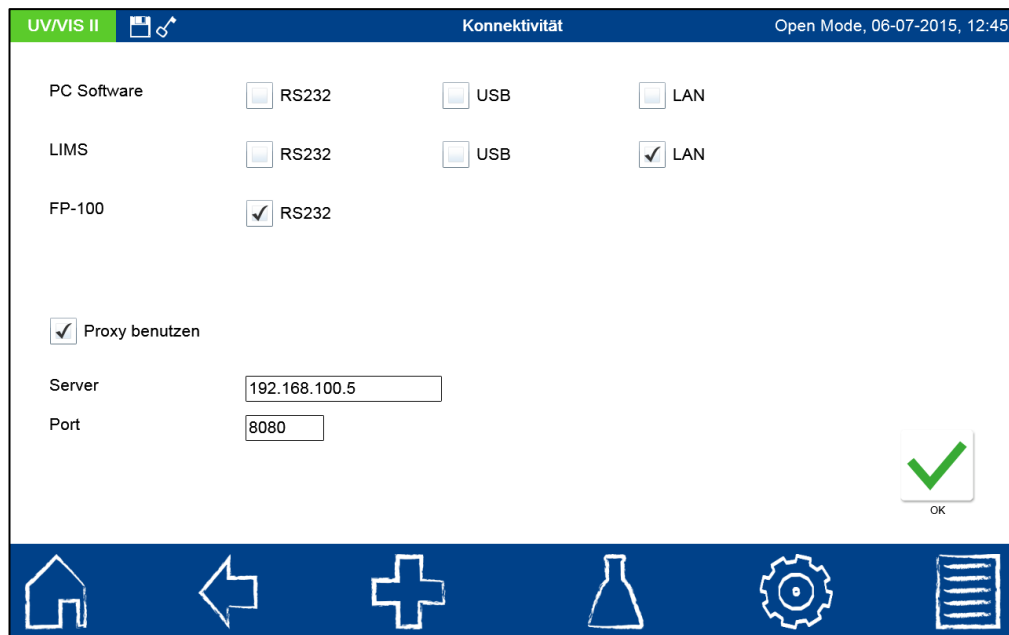 UV/VIS II Konnektivität Open Mode, 06-07-2015, 12:45
PC Software RS232 USB LAN
LIMS RS232 USB LAN
FP-100 RS232
Proxy benutzen
Server 192.168.100.5
Port 8080
OK